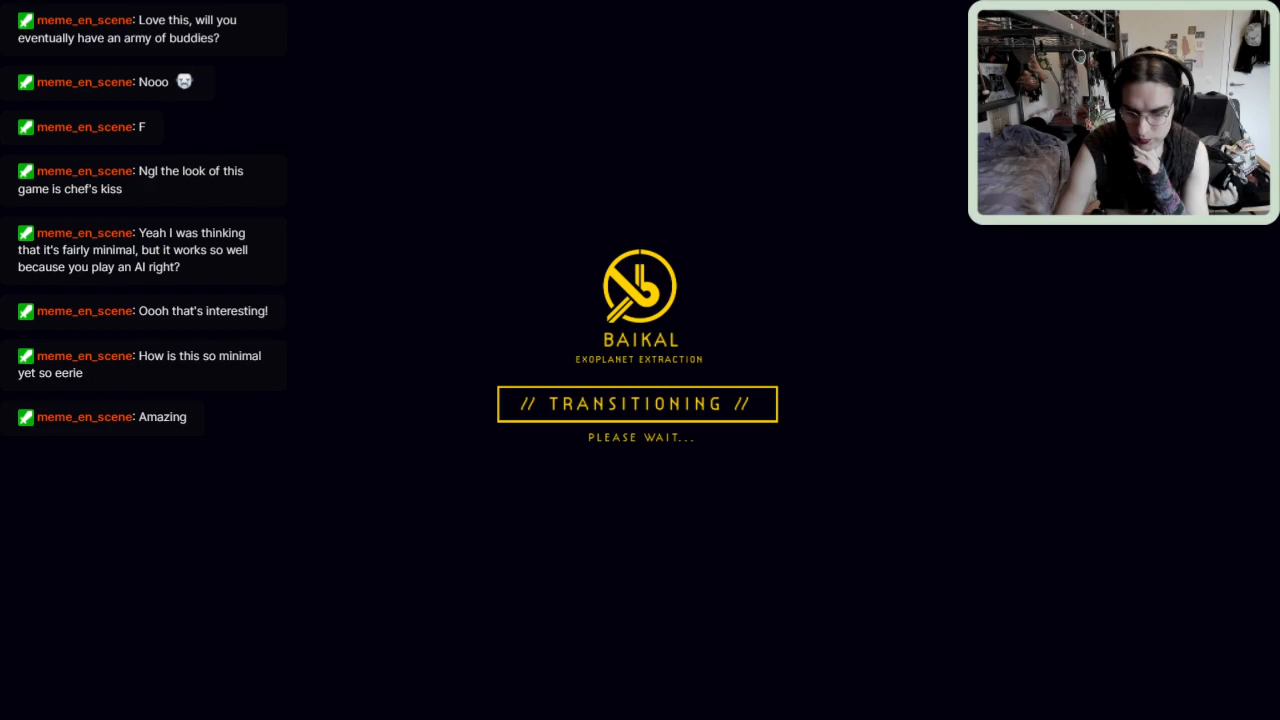 meme_en_scene: Love this, will you
eventually have an army of buddies?
meme_en_scene: Nooo
meme_en_scene: F
meme_en_scene: Ngl the look of this
game is chef's kiss
meme_en_scene: Yeah I was thinking
that it's fairly minimal, but it works so well
because you play an AI right?
meme_en_scene: Oooh that's interesting!
meme_en_scene: How is this so minimal
yet so eerie
meme_en_scene: Amazing
BAIKAL
EXOPLANET EXTRACTION
// TRANSITIONING //
PLEASE WAIT...